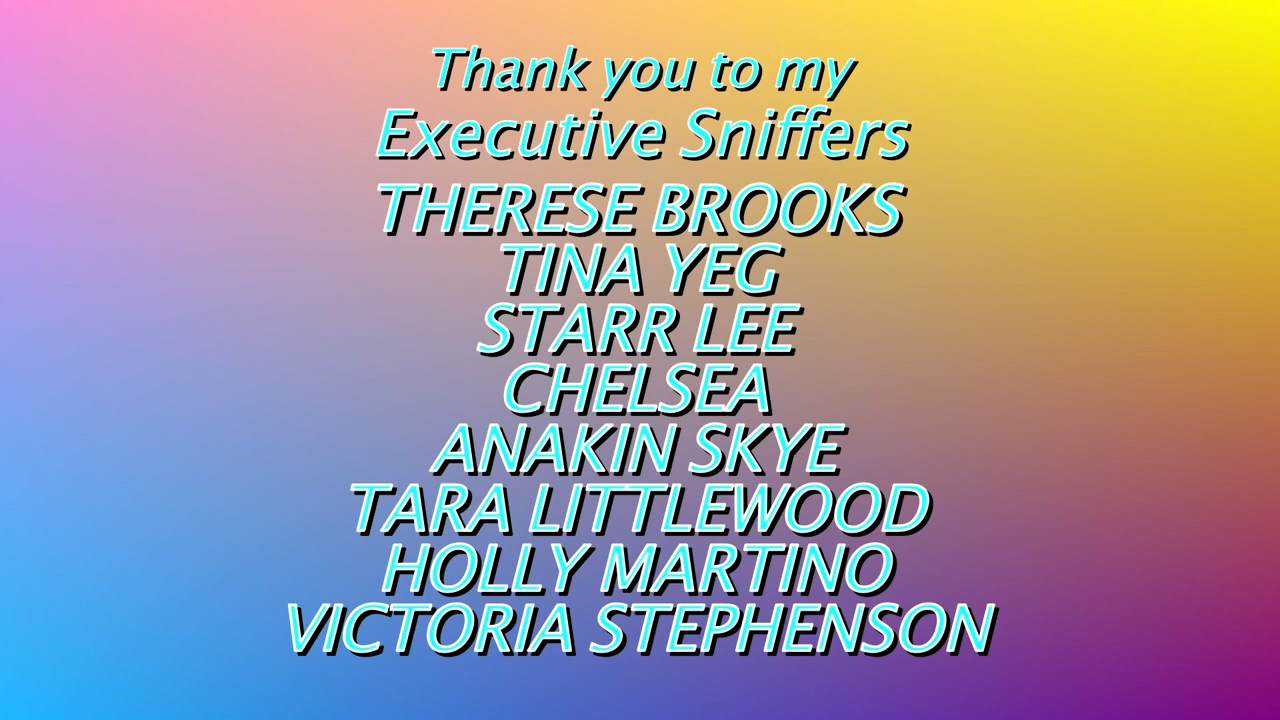 Thank you to my
Executive Sniffers
THERESE BROOKS
TINA YEG
STARR LEE
CHELSEA
ANAKIN SKYE
TARA LITTLEWOOD
HOLLY MARTINO
VICTORIA STEPHENSON